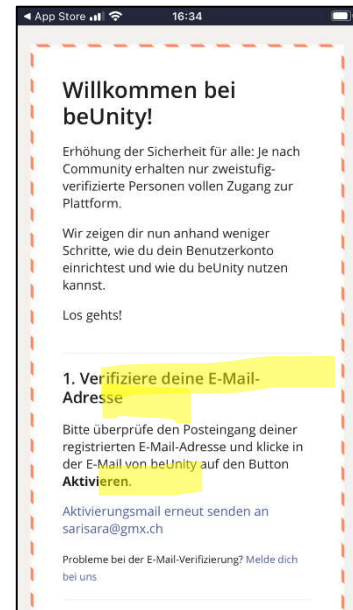 App Store 16:34
Willkommen bei
beUnity!
Erhöhung der Sicherheit für alle: Je nach
Community erhalten nur zweistufig-
verifizierte Personen vollen Zugang zur
Plattform.
Wir zeigen dir nun anhand weniger
Schritte, wie du dein Benutzerkonto
einrichtest und wie du beUnity nutzen
kannst.
Los gehts!
1. Verifiziere deine E-Mail-
Adresse
Bitte überprüfe den Posteingang deiner
registrierten E-Mail-Adresse und klicke in
der E-Mail von beUnity auf den Button
Aktivieren.
Aktivierungsmail erneut senden an
sarisara@gmx.ch
Probleme bei der E-Mail-Verifizierung? Melde dich
bei uns